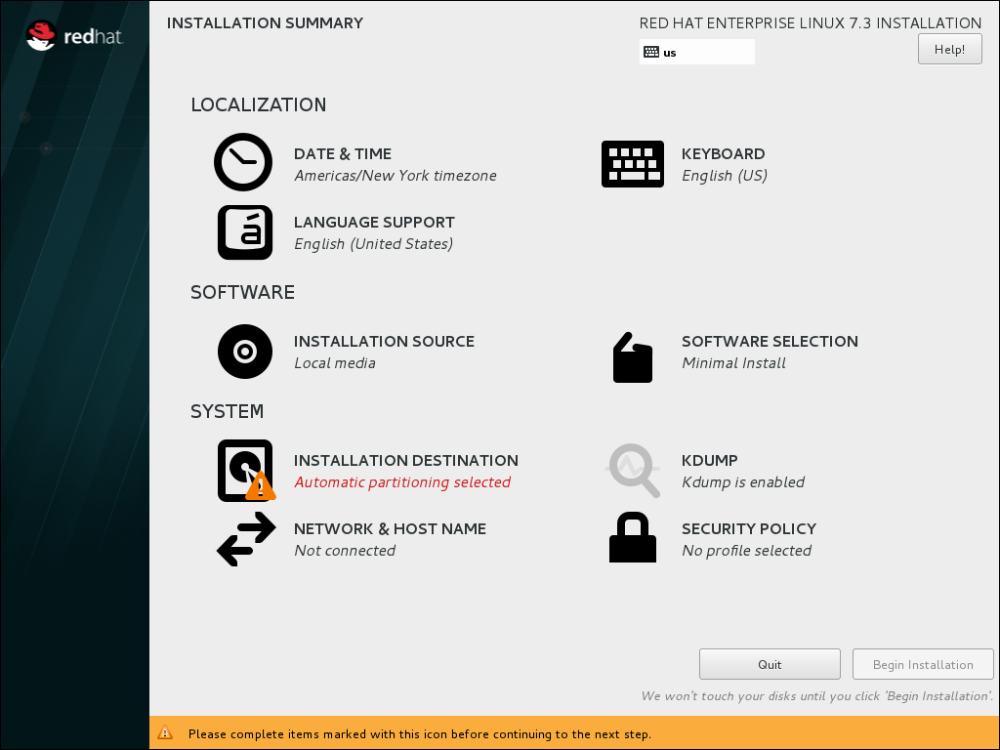 redhat.
INSTALLATION SUMMARY
RED HAT ENTERPRISE LINUX 7.3 INSTALLATION
us
Help!
LOCALIZATION
DATE & TIME
Americas/New York timezone
KEYBOARD
English (US)
á
LANGUAGE SUPPORT
English (United States)
SOFTWARE
INSTALLATION SOURCE
Local media
SOFTWARE SELECTION
Minimal Install
SYSTEM
INSTALLATION DESTINATION
Automatic partitioning selected
KDUMP
Kdump is enabled
NETWORK & HOST NAME
Not connected
SECURITY POLICY
No profile selected
Quit
Begin Installation
We won't touch your disks until you click 'Begin Installation'.
Please complete items marked with this icon before continuing to the next step.